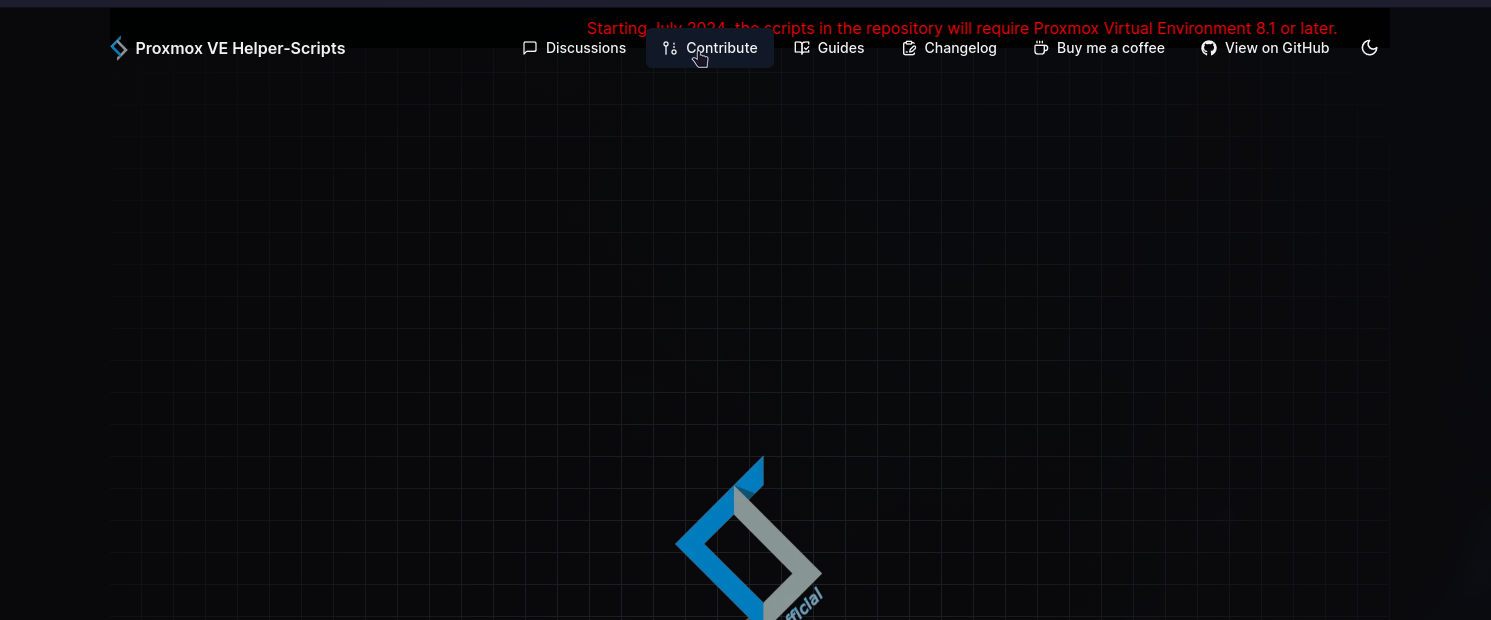 Starting July 2024, the scripts in the repository will require Proxmox Virtual Environment 8.1 or later.
Proxmox VE Helper-Scripts
Discussions
Contribute
Guides
Changelog
Buy me a coffee
View on GitHub